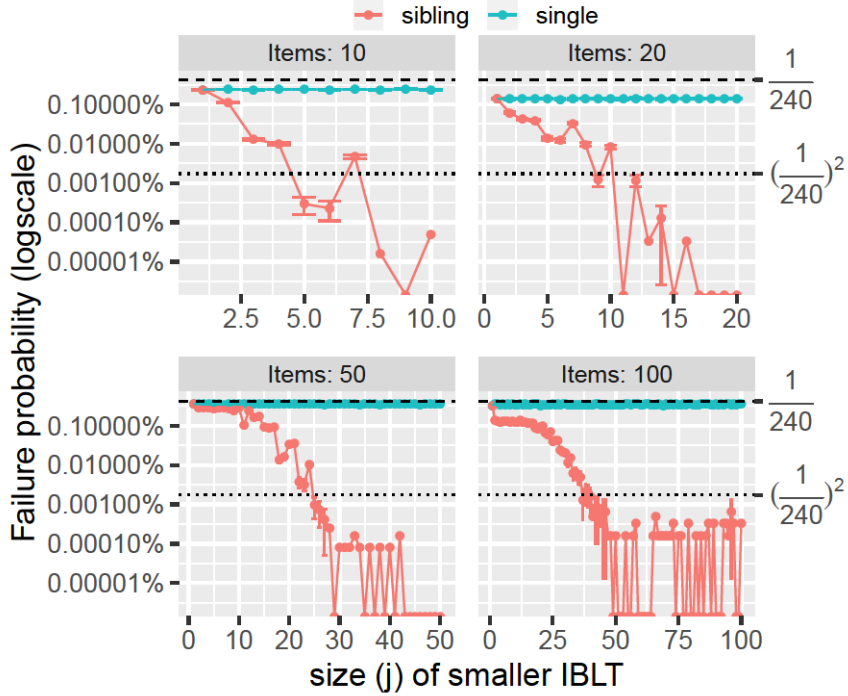 sibling single
Items: 10 Items: 20
0.10000%
0.01000%
0.00100%
0.00010%
0.00001%
1/240
(1/240)²
2.5 5.0 7.5 10.0
0 5 10 15 20
Items: 50 Items: 100
0.10000%
0.01000%
0.00100%
0.00010%
0.00001%
1/240
(1/240)²
0 10 20 30 40 50
0 25 50 75 100
Failure probability (logscale)
size (j) of smaller IBLT